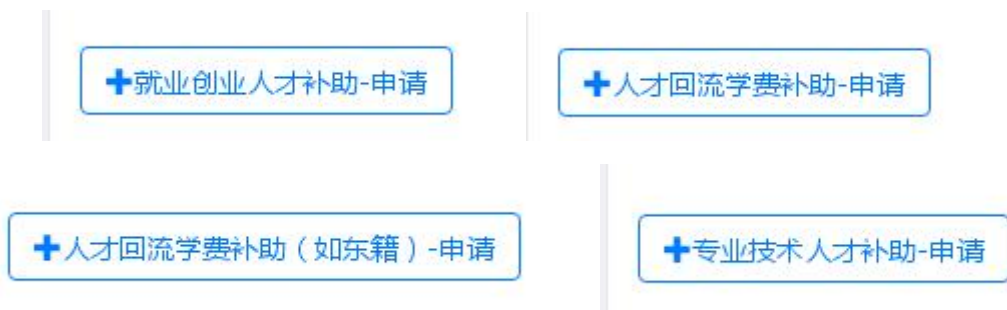 +就业创业人才补助-申请
+人才回流学费补助-申请
+人才回流学费补助（如东籍）-申请
+专业技术人才补助-申请